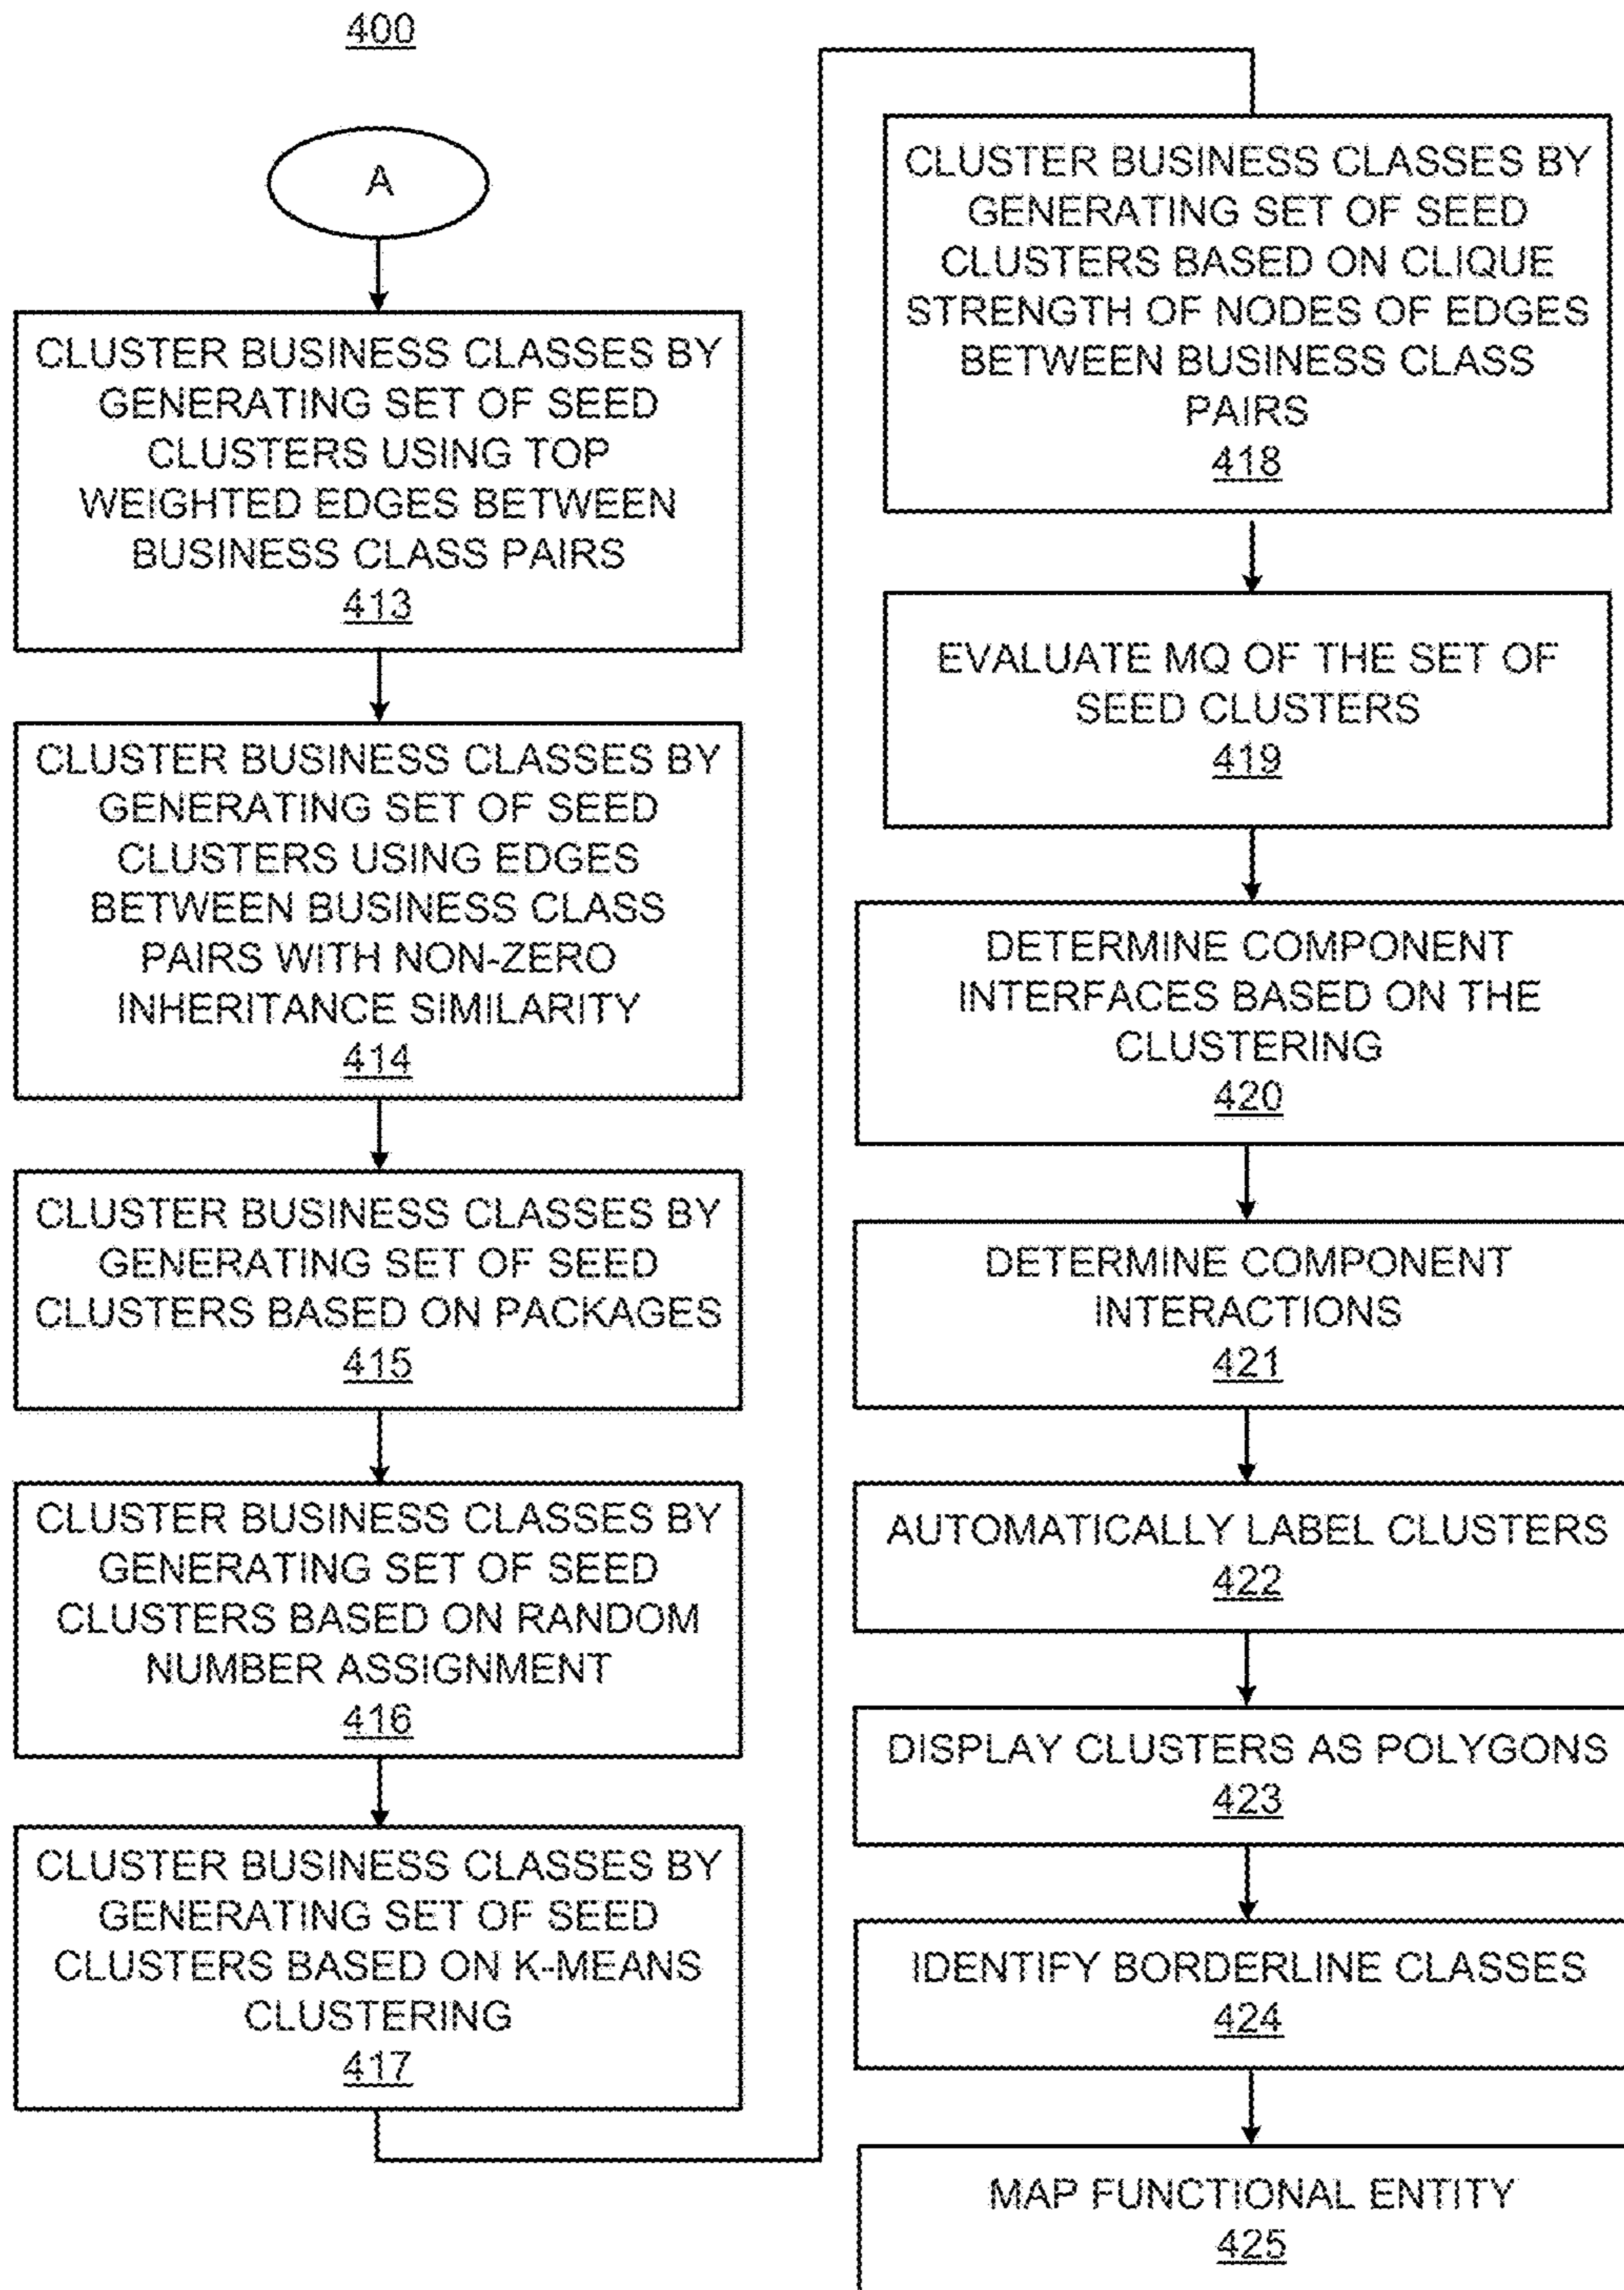 400
A
CLUSTER BUSINESS CLASSES BY
GENERATING SET OF SEED
CLUSTERS USING TOP
WEIGHTED EDGES BETWEEN
BUSINESS CLASS PAIRS
413
CLUSTER BUSINESS CLASSES BY
GENERATING SET OF SEED
CLUSTERS USING EDGES
BETWEEN BUSINESS CLASS
PAIRS WITH NON-ZERO
INHERITANCE SIMILARITY
414
CLUSTER BUSINESS CLASSES BY
GENERATING SET OF SEED
CLUSTERS BASED ON PACKAGES
415
CLUSTER BUSINESS CLASSES BY
GENERATING SET OF SEED
CLUSTERS BASED ON RANDOM
NUMBER ASSIGNMENT
416
CLUSTER BUSINESS CLASSES BY
GENERATING SET OF SEED
CLUSTERS BASED ON K-MEANS
CLUSTERING
417
CLUSTER BUSINESS CLASSES BY
GENERATING SET OF SEED
CLUSTERS BASED ON CLIQUE
STRENGTH OF NODES OF EDGES
BETWEEN BUSINESS CLASS
PAIRS
418
EVALUATE MQ OF THE SET OF
SEED CLUSTERS
419
DETERMINE COMPONENT
INTERFACES BASED ON THE
CLUSTERING
420
DETERMINE COMPONENT
INTERACTIONS
421
AUTOMATICALLY LABEL CLUSTERS
422
DISPLAY CLUSTERS AS POLYGONS
423
IDENTIFY BORDERLINE CLASSES
424
MAP FUNCTIONAL ENTITY
425